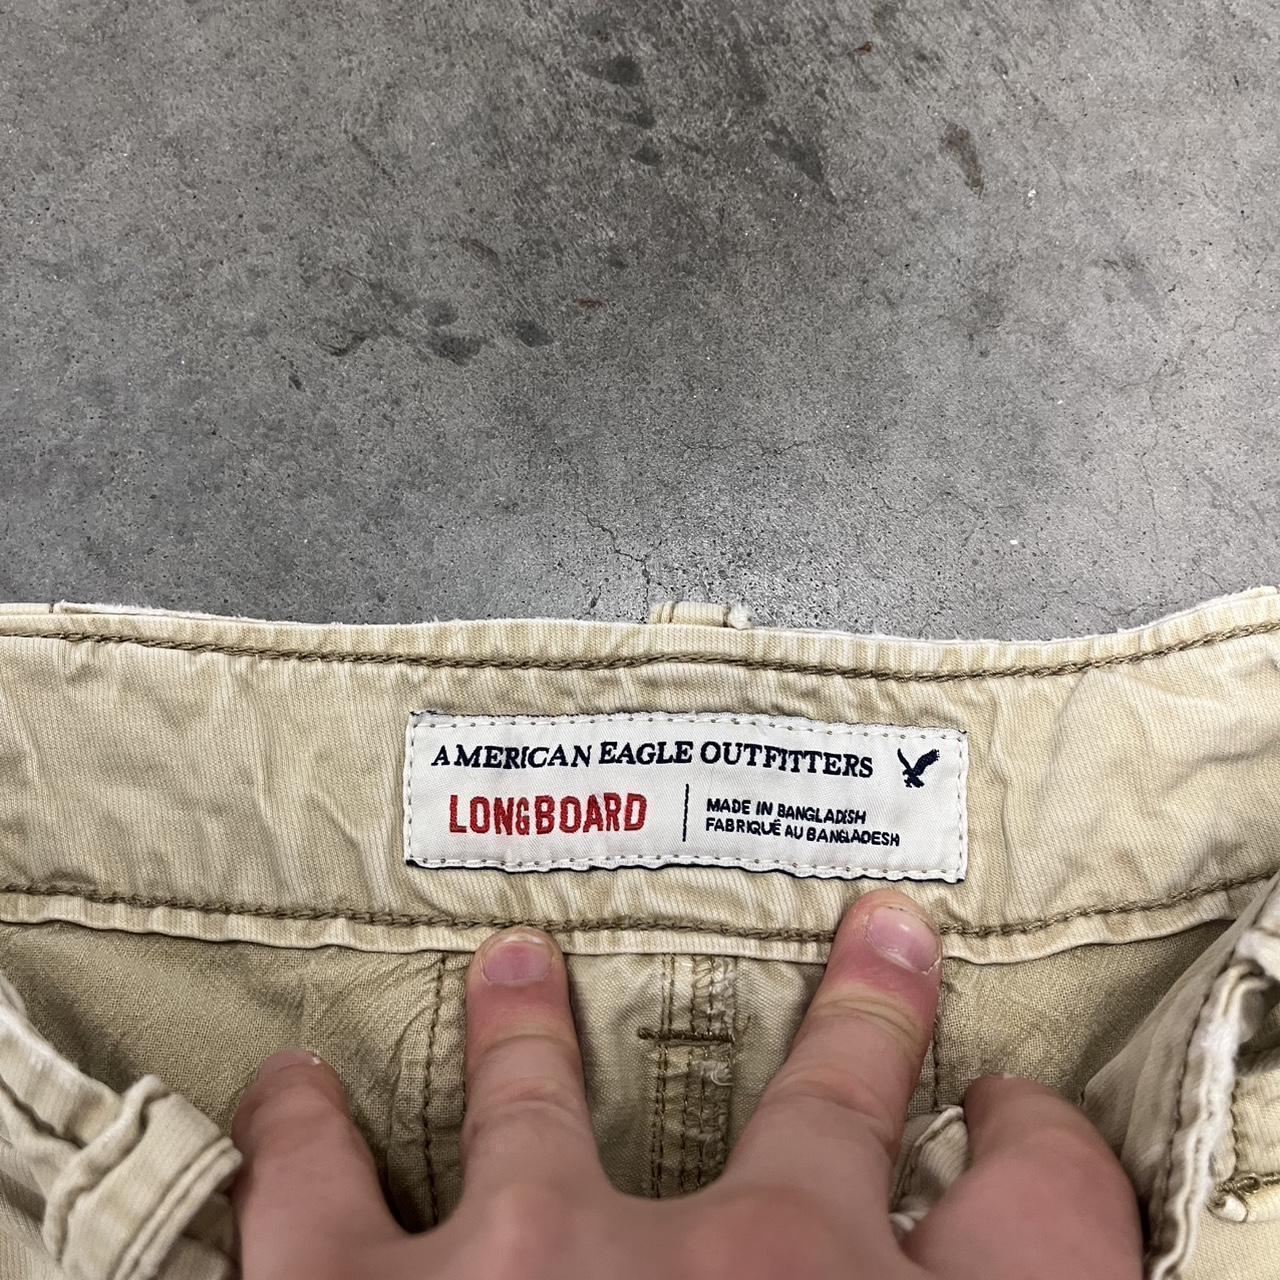 AMERICAN EAGLE OUTFITTERS
LONGBOARD
MADE IN BANGLADESH
FABRIQUÉ AU BANGLADESH